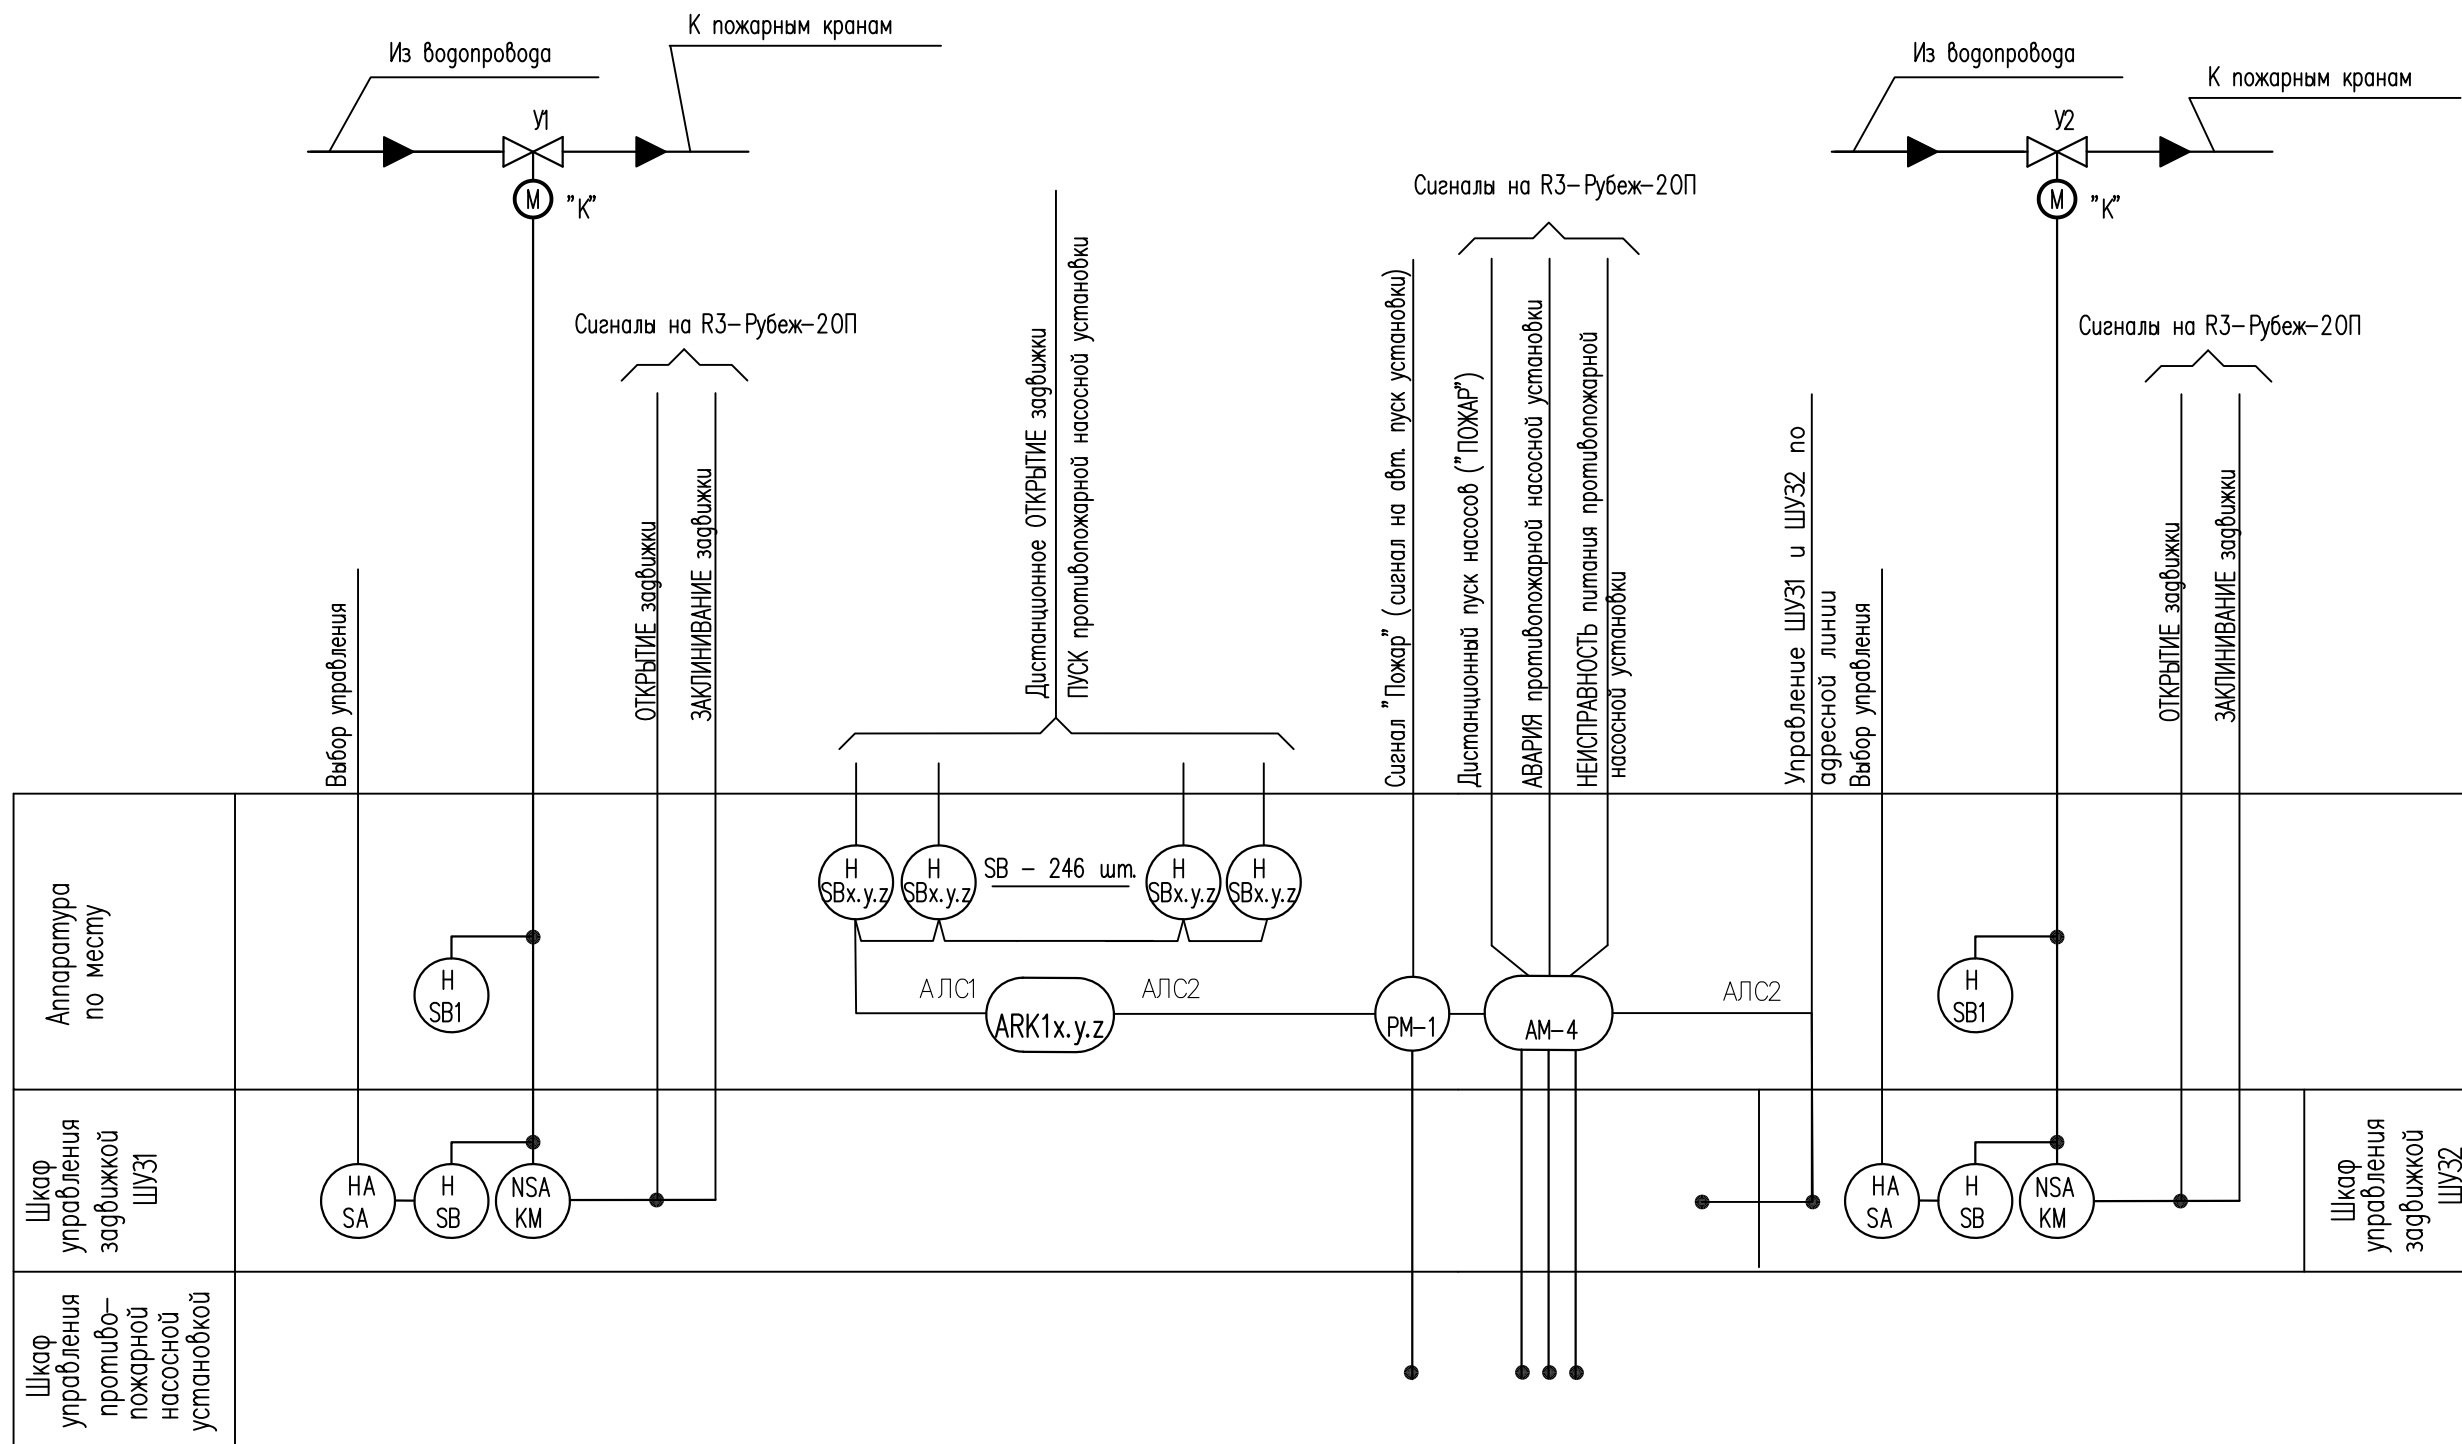 К пожарным кранам
Из водопровода
У1
М
"К"
Из водопровода
К пожарным кранам
У2
М
"К"
Сигналы на R3-Рубеж-2ОП
Сигналы на R3-Рубеж-2ОП
Сигналы на R3-Рубеж-2ОП
Выбор управления
ОТКРЫТИЕ задвижки
ЗАКЛИНИВАНИЕ задвижки
Дистанционное ОТКРЫТИЕ задвижки
ПУСК противопожарной насосной установки
Сигнал "Пожар" (сигнал на авт. пуск установки)
Дистанционный пуск насосов ("ПОЖАР")
АВАРИЯ противопожарной насосной установки
НЕИСПРАВНОСТЬ питания противопожарной
насосной установки
Управление ШУЗ1 и ШУЗ2 по
адресной линии
Выбор управления
ОТКРЫТИЕ задвижки
ЗАКЛИНИВАНИЕ задвижки
Аппаратура
по месту
H
SBx.y.z
H
SBx.y.z
SB - 246 шт.
H
SBx.y.z
H
SBx.y.z
H
SB1
АЛС1
ARK1x.y.z
АЛС2
РМ-1
АМ-4
АЛС2
H
SB1
Шкаф
управления
задвижкой
ШУЗ1
HA
SA
H
SB
NSA
KM
HA
SA
H
SB
NSA
KM
Шкаф
управления
задвижкой
ШУЗ2
Шкаф
управления
противо-
пожарной
насосной
установкой